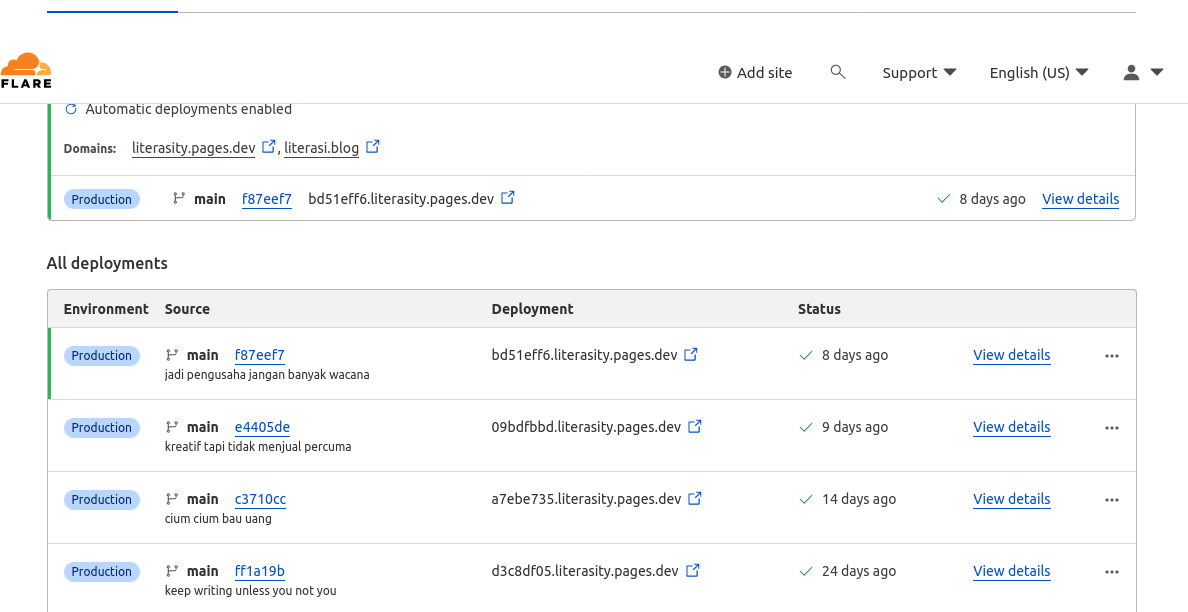 FLARE
Add site
Support
English (US)
Automatic deployments enabled
Domains: literasity.pages.dev , literasi.blog
Production main f87eef7 bd51eff6.literasity.pages.dev 8 days ago View details
All deployments
Environment Source Deployment Status
Production main f87eef7 bd51eff6.literasity.pages.dev 8 days ago View details
jadi pengusaha jangan banyak wacana
Production main e4405de 09bdfbbd.literasity.pages.dev 9 days ago View details
kreatif tapi tidak menjual percuma
Production main c3710cc a7ebe735.literasity.pages.dev 14 days ago View details
cium cium bau uang
Production main ff1a19b d3c8df05.literasity.pages.dev 24 days ago View details
keep writing unless you not you